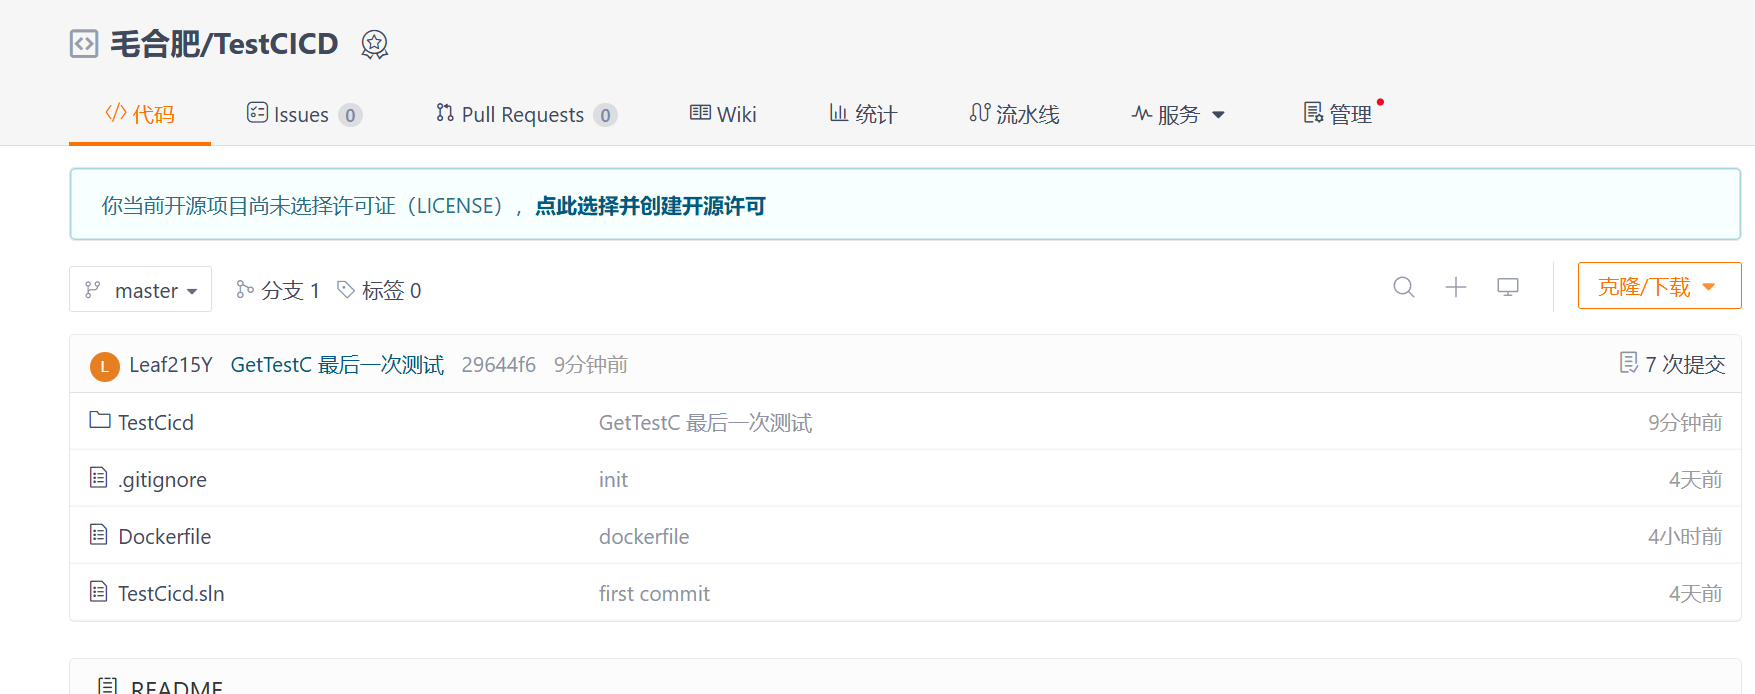 毛合肥/TestCICD
代码 Issues 0 Pull Requests 0 Wiki 统计 流水线 服务 管理
你当前开源项目尚未选择许可证（LICENSE），点此选择并创建开源许可
master 分支 1 标签 0 克隆/下载
L Leaf215Y GetTestC 最后一次测试 29644f6 9分钟前 7 次提交
TestCicd GetTestC 最后一次测试 9分钟前
.gitignore init 4天前
Dockerfile dockerfile 4小时前
TestCicd.sln first commit 4天前
README